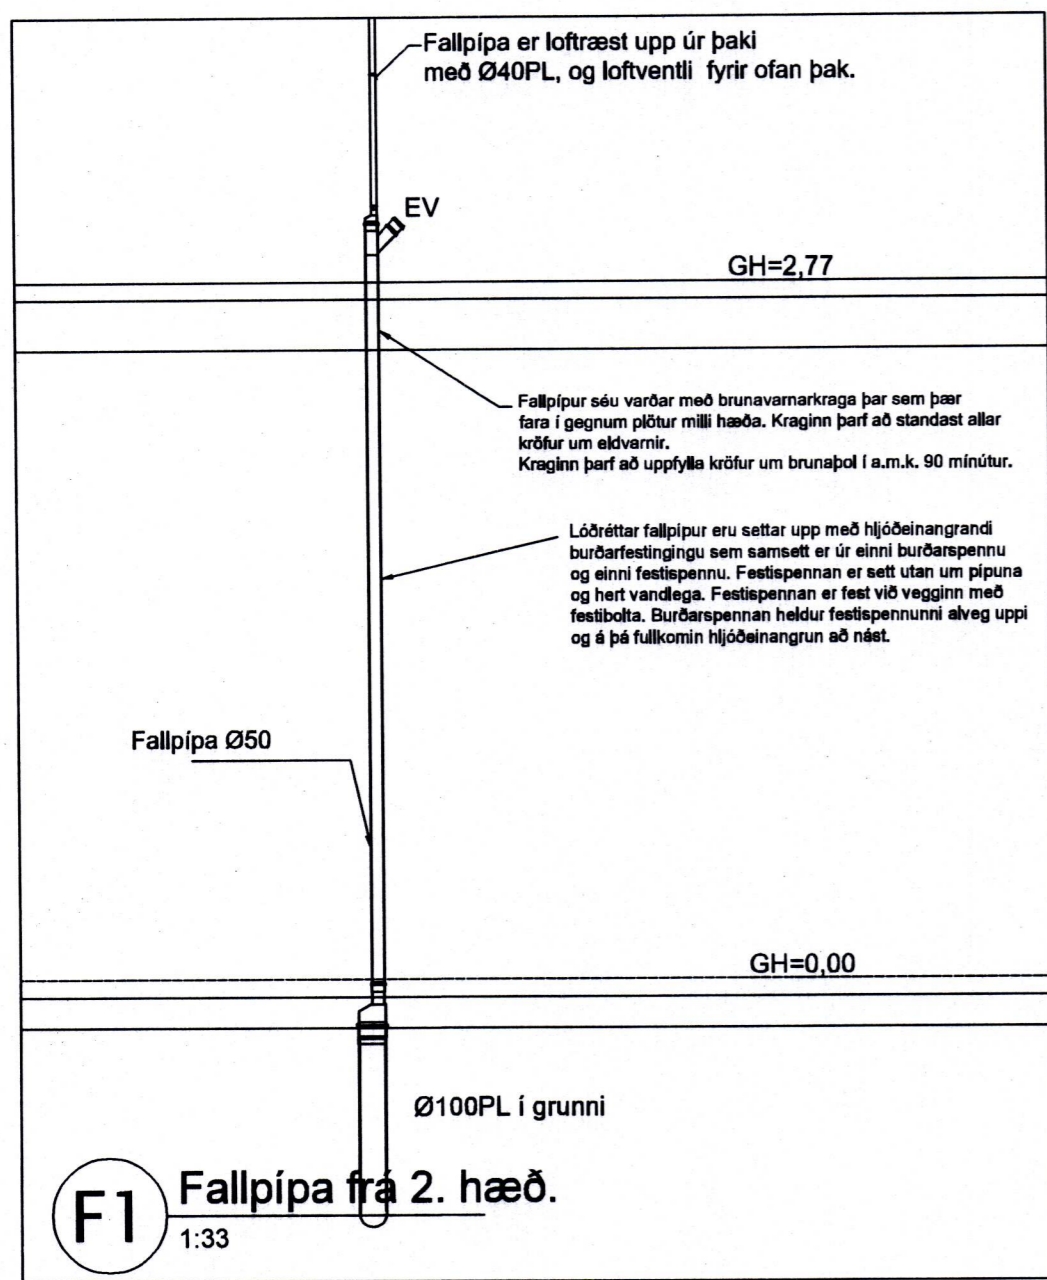 Fallpípa er loftræst upp úr þaki
með Ø40PL, og loftventli fyrir ofan þak.
EV
GH=2,77
Fallpípur séu varðar með brunavarnarkraga þar sem þær
fara í gegnum plötur milli hæða. Kraginn þarf að standast allar
kröfur um eldvarnir.
Kraginn þarf að uppfylla kröfur um brunaþol í a.m.k. 90 mínútur.
Lóðréttar fallpípur eru settar upp með hljóðeinangrandi
burðarfestingingu sem samsett er úr einni burðarspennu
og einni festispennu. Festispennan er sett utan um pípuna
og hert vandlega. Festispennan er fest við vegginn með
festibolta. Burðarspennan heldur festispennunni alveg uppi
og á þá fullkomin hljóðeinangrun að nást.
Fallpípa Ø50
GH=0,00
Ø100PL í grunni
F1
Fallpípa frá 2. hæð.
1:33